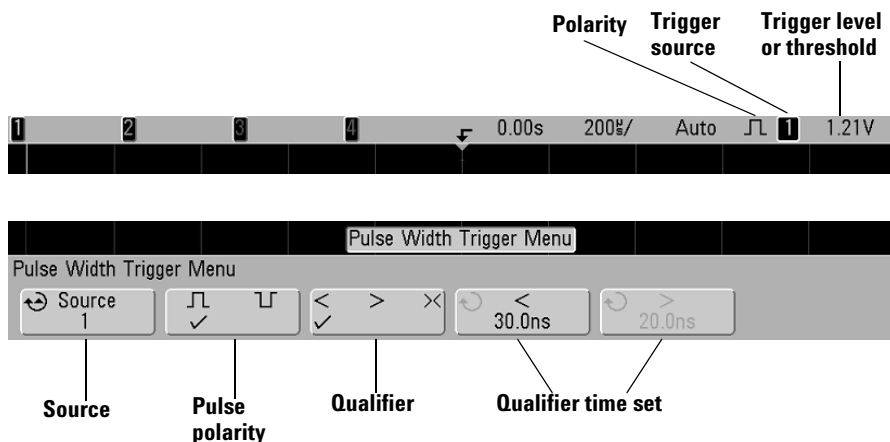 Polarity Trigger source Trigger level or threshold
1 2 3 4 0.00s 200µs/ Auto 1 1.21V
Pulse Width Trigger Menu
Pulse Width Trigger Menu
Source < > >< < >
1 ✓ ✓ 30.0ns 20.0ns
Source Pulse polarity Qualifier Qualifier time set